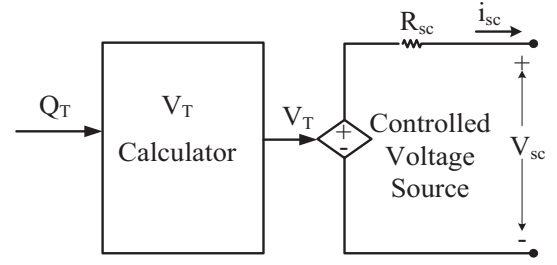 R_sc
i_sc
+
Q_T
V_T
Calculator
V_T
+
-
Controlled
Voltage
Source
V_sc
-